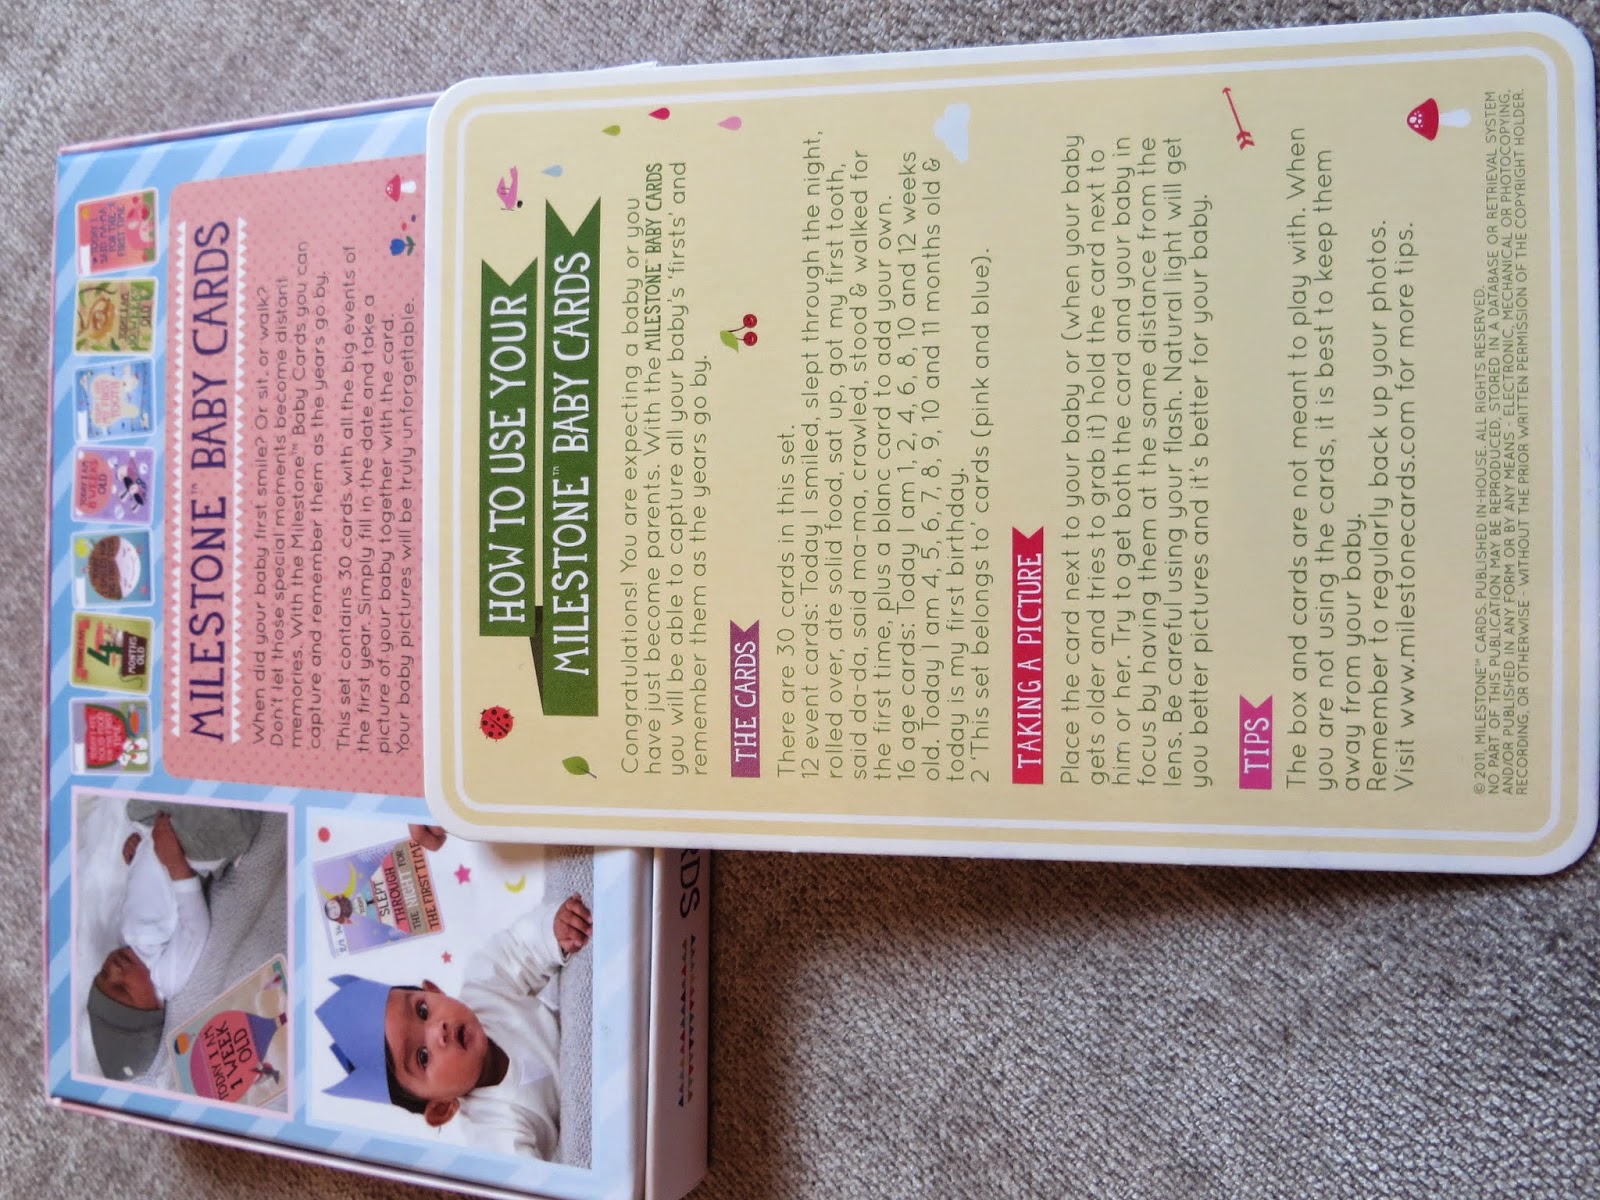 MILESTONE™ BABY CARDS
When did your baby first smile? Or sit, or walk?
Don't let those special moments become distant
memories. With the Milestone™ Baby Cards you can
capture and remember them as the years go by.
This set contains 30 cards with all the big events of
the first year. Simply fill in the date and take a
picture of your baby together with the card.
Your baby pictures will be truly unforgettable.
TODAY I AM
4
MONTHS
OLD
TODAY I AM
8 WEEKS
OLD
TODAY I
SAID MA-MA
FOR THE
FIRST TIME
TODAY I AM
1 WEEK
OLD
TODAY I
SLEPT
THROUGH
THE NIGHT FOR
THE FIRST TIME
RDS
HOW TO USE YOUR
MILESTONE™ BABY CARDS
Congratulations! You are expecting a baby or you
have just become parents. With the MILESTONE™ BABY CARDS
you will be able to capture all your baby's 'firsts' and
remember them as the years go by.
THE CARDS
There are 30 cards in this set.
12 event cards: Today I smiled, slept through the night,
rolled over, ate solid food, sat up, got my first tooth,
said da-da, said ma-ma, crawled, stood & walked for
the first time, plus a blanc card to add your own.
16 age cards: Today I am 1, 2, 4, 6, 8, 10 and 12 weeks
old. Today I am 4, 5, 6, 7, 8, 9, 10 and 11 months old &
today is my first birthday.
2 'This set belongs to' cards (pink and blue).
TAKING A PICTURE
Place the card next to your baby or (when your baby
gets older and tries to grab it) hold the card next to
him or her. Try to get both the card and your baby in
focus by having them at the same distance from the
lens. Be careful using your flash. Natural light will get
you better pictures and it's better for your baby.
TIPS
The box and cards are not meant to play with. When
you are not using the cards, it is best to keep them
away from your baby.
Remember to regularly back up your photos.
Visit www.milestonecards.com for more tips.
© 2011, MILESTONE™ CARDS. PUBLISHED IN-HOUSE. ALL RIGHTS RESERVED.
NO PART OF THIS PUBLICATION MAY BE REPRODUCED, STORED IN A DATABASE OR RETRIEVAL SYSTEM
AND/OR PUBLISHED IN ANY FORM OR BY ANY MEANS - ELECTRONIC, MECHANICAL OR PHOTOCOPYING,
RECORDING, OR OTHERWISE - WITHOUT THE PRIOR WRITTEN PERMISSION OF THE COPYRIGHT HOLDER.